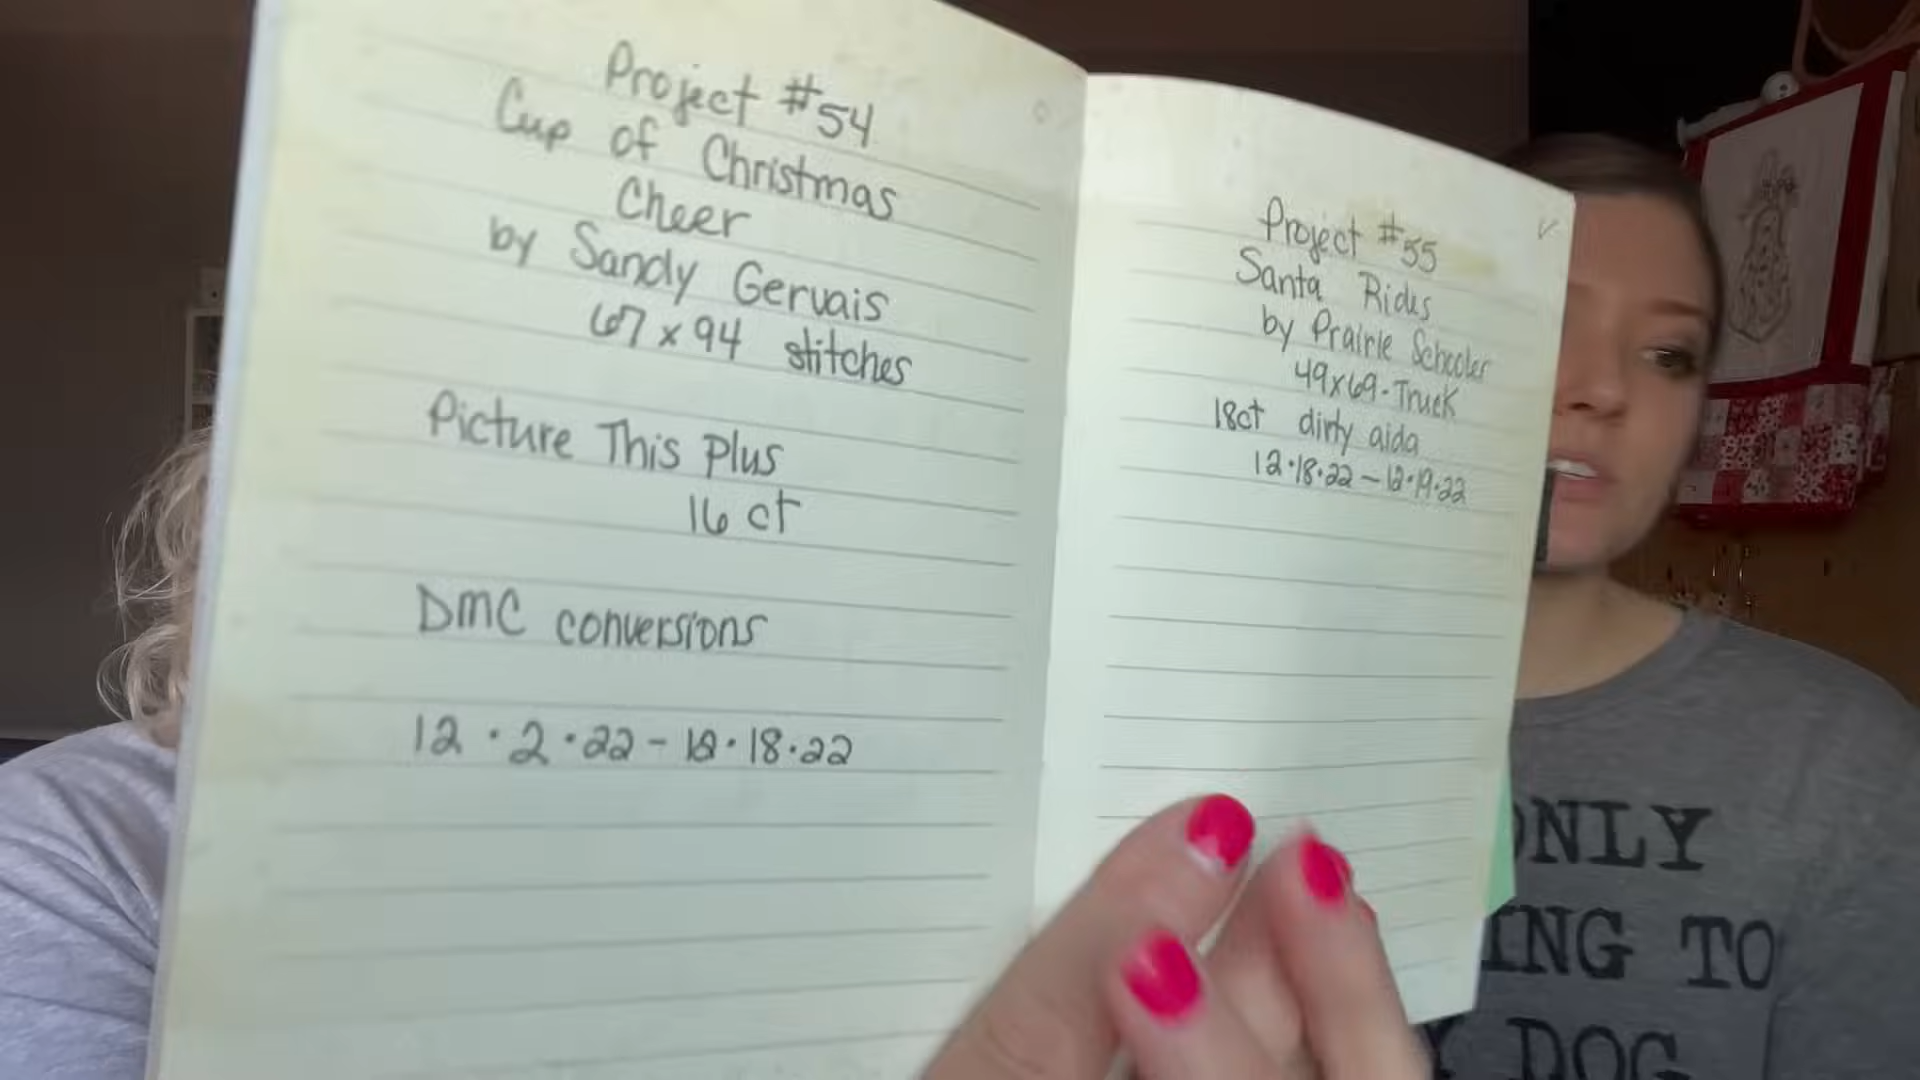 Project #54
Cup of Christmas
Cheer
by Sandy Gervais
67 x 94 stitches
Picture This Plus
16 ct
DMC conversions
12 · 2 · 22 - 12 · 18 · 22
Project #55
Santa Rides
by Prairie Schooler
49x69 - Truck
18ct dirty aida
12·18·22 - 12·19·22
ONLY
ING TO
Y DOG